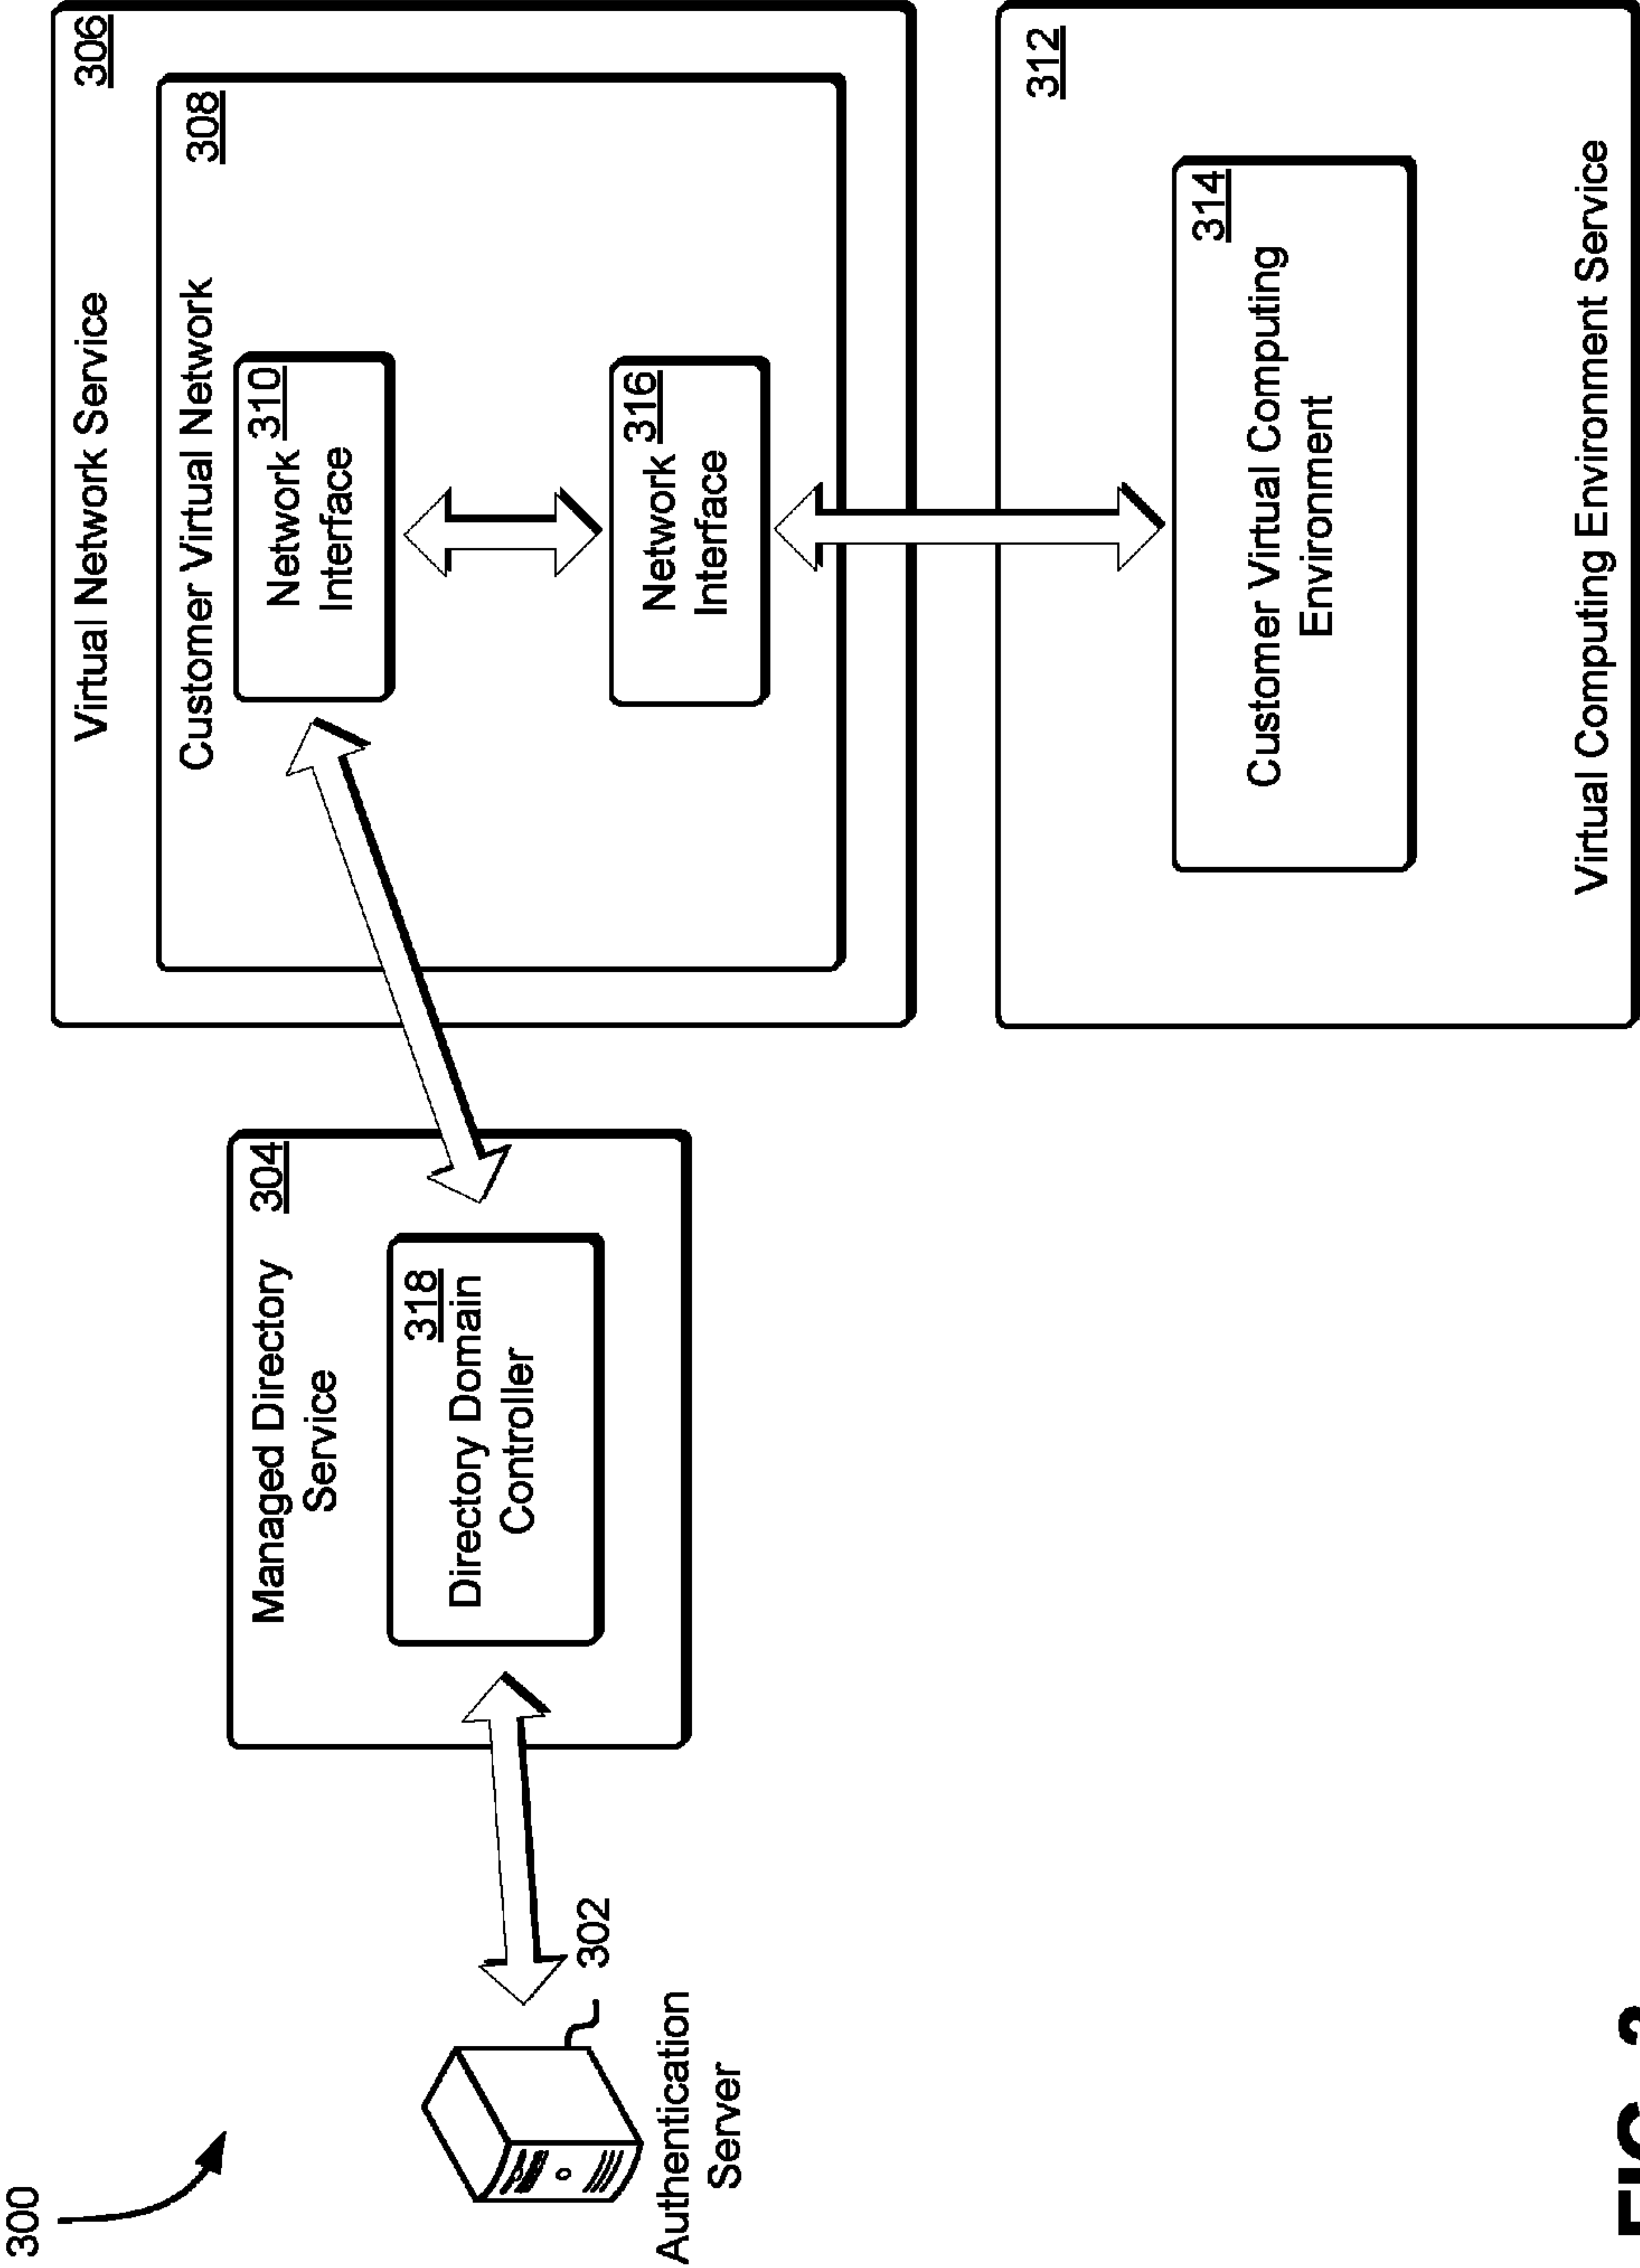 300
Virtual Network Service
306
Customer Virtual Network
308
Network
310
Interface
Network
316
Interface
Managed Directory
304
Service
318
Directory Domain
Controller
302
Authentication
Server
312
314
Customer Virtual Computing
Environment
Virtual Computing Environment Service